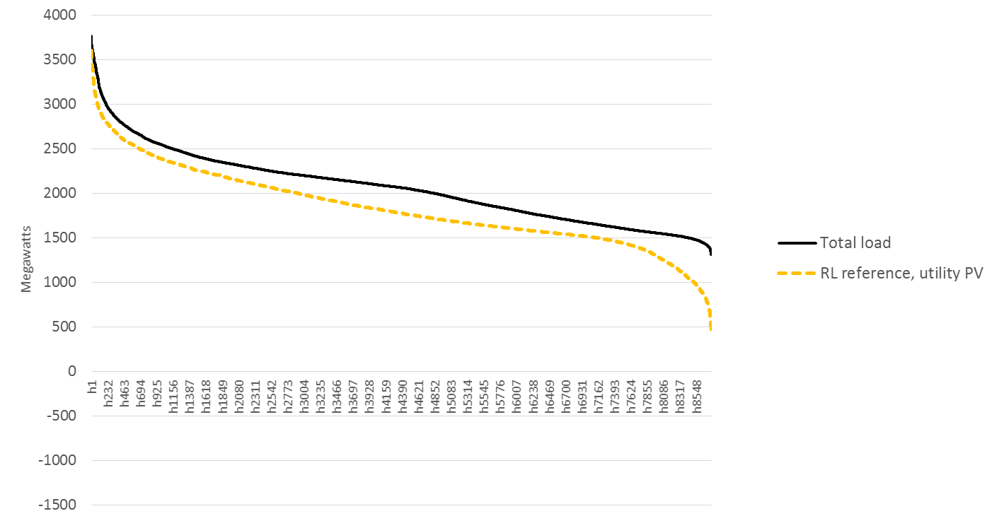 4000
3500
3000
2500
2000
1500
1000
500
0
-500
-1000
-1500
Megawatts
h1
h232
h463
h694
h925
h1156
h1387
h1618
h1849
h2080
h2311
h2542
h2773
h3004
h3235
h3466
h3697
h3928
h4159
h4390
h4621
h4852
h5083
h5314
h5545
h5776
h6007
h6238
h6469
h6700
h6931
h7162
h7393
h7624
h7855
h8086
h8317
h8548
Total load
RL reference, utility PV